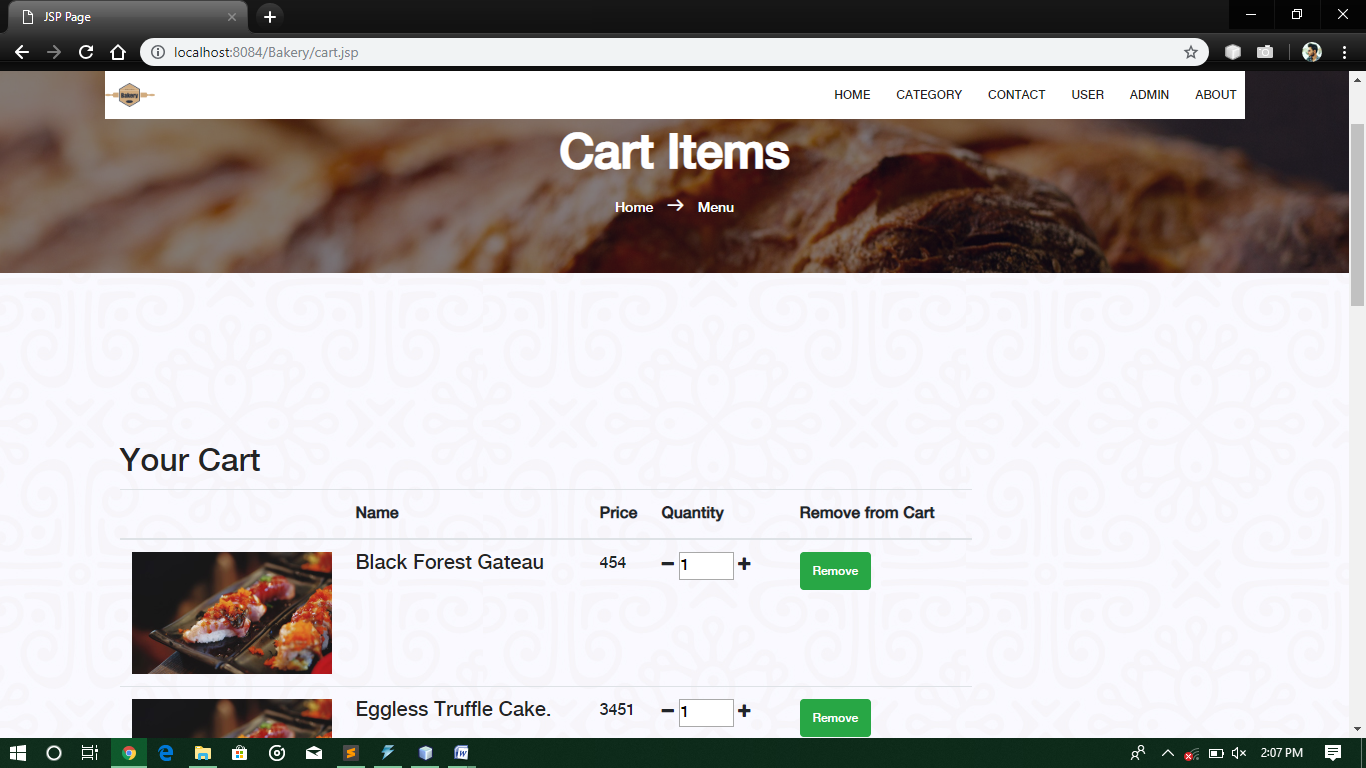 JSP Page
localhost:8084/Bakery/cart.jsp
Bakery
HOME CATEGORY CONTACT USER ADMIN ABOUT
Cart Items
Home → Menu
Your Cart
Name Price Quantity Remove from Cart
Black Forest Gateau 454 1 Remove
Eggless Truffle Cake. 3451 1 Remove
2:07 PM